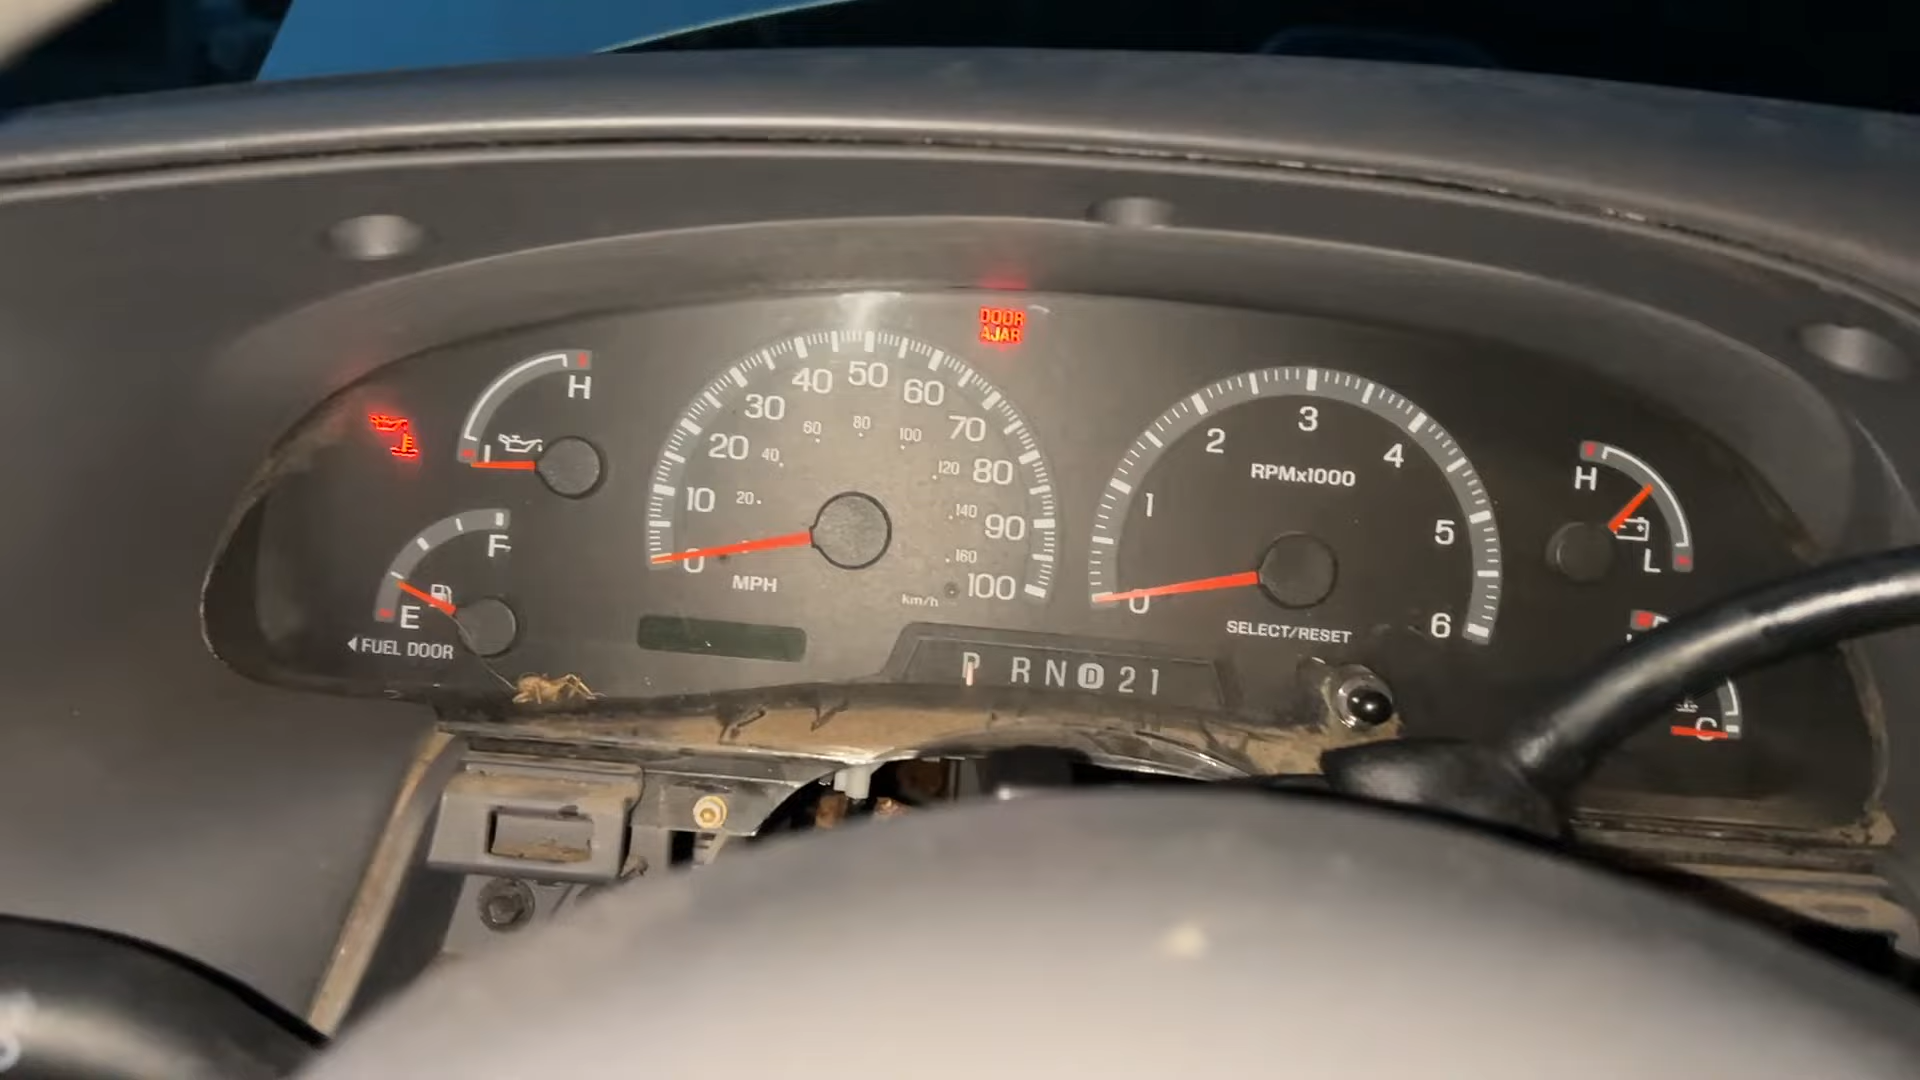 DOOR
AJAR
H
L
F
E
◀ FUEL DOOR
0 10 20 30 40 50 60 70 80 90 100
20 40 60 80 100 120 140 160
MPH
km/h
0 1 2 3 4 5 6
RPMx1000
SELECT/RESET
P R N D 2 1
H
L
C